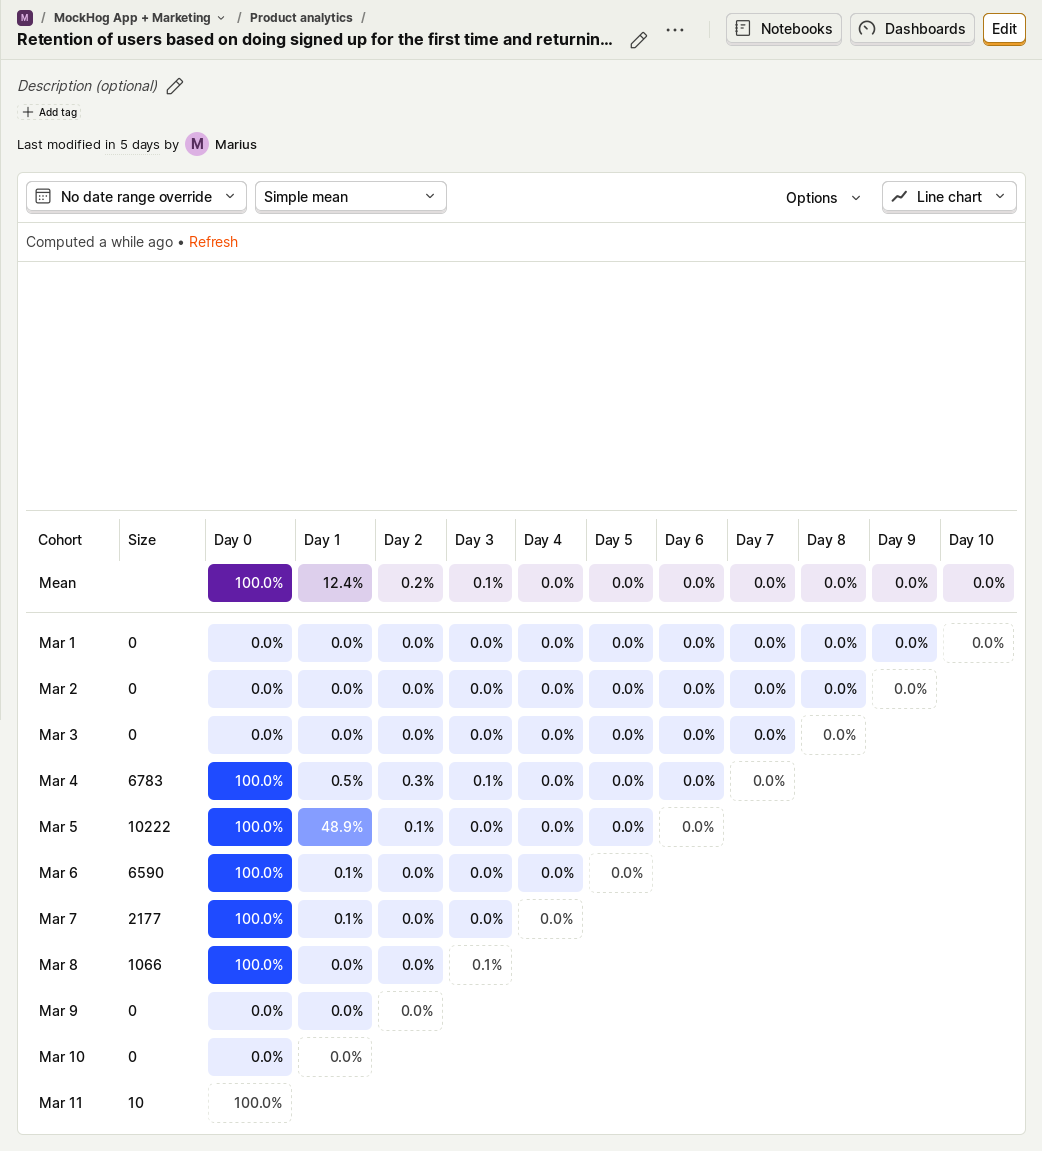 M / MockHog App + Marketing / Product analytics /
Retention of users based on doing signed up for the first time and returnin...
Notebooks Dashboards Edit
Description (optional)
Add tag
Last modified in 5 days by M Marius
No date range override Simple mean Options Line chart
Computed a while ago • Refresh
Cohort Size Day 0 Day 1 Day 2 Day 3 Day 4 Day 5 Day 6 Day 7 Day 8 Day 9 Day 10
Mean 100.0% 12.4% 0.2% 0.1% 0.0% 0.0% 0.0% 0.0% 0.0% 0.0% 0.0%
Mar 1 0 0.0% 0.0% 0.0% 0.0% 0.0% 0.0% 0.0% 0.0% 0.0% 0.0% 0.0%
Mar 2 0 0.0% 0.0% 0.0% 0.0% 0.0% 0.0% 0.0% 0.0% 0.0% 0.0%
Mar 3 0 0.0% 0.0% 0.0% 0.0% 0.0% 0.0% 0.0% 0.0% 0.0%
Mar 4 6783 100.0% 0.5% 0.3% 0.1% 0.0% 0.0% 0.0% 0.0%
Mar 5 10222 100.0% 48.9% 0.1% 0.0% 0.0% 0.0% 0.0%
Mar 6 6590 100.0% 0.1% 0.0% 0.0% 0.0% 0.0%
Mar 7 2177 100.0% 0.1% 0.0% 0.0% 0.0%
Mar 8 1066 100.0% 0.0% 0.0% 0.1%
Mar 9 0 0.0% 0.0% 0.0%
Mar 10 0 0.0% 0.0%
Mar 11 10 100.0%